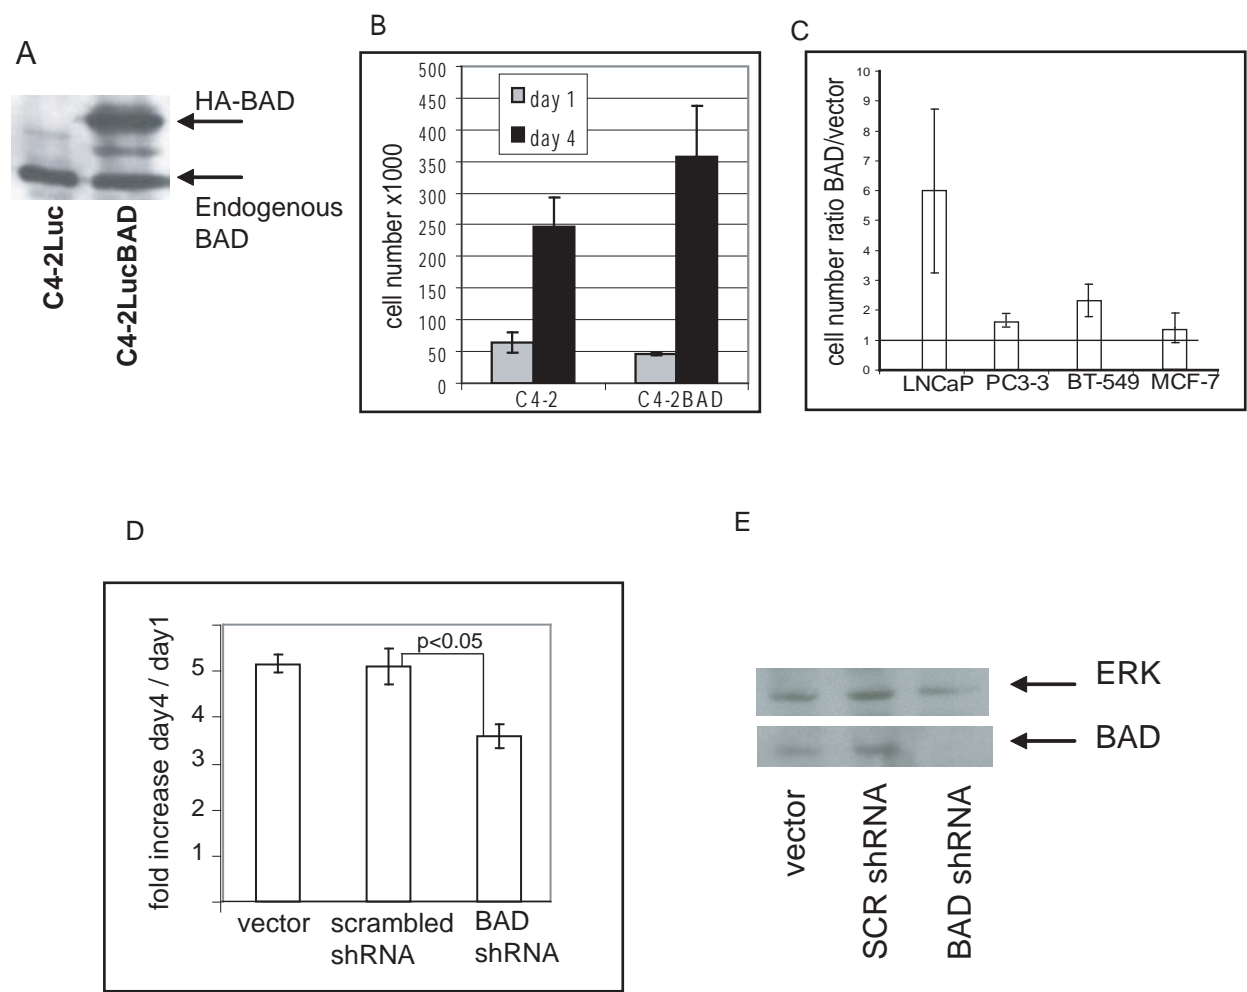 A
HA-BAD
Endogenous
BAD
C4-2Luc
C4-2LucBAD
B
cell number x1000
500
450
400
350
300
250
200
150
100
50
0
day 1
day 4
C4-2
C4-2BAD
C
cell number ratio BAD/vector
10
9
8
7
6
5
4
3
2
1
0
LNCaP
PC3-3
BT-549
MCF-7
D
fold increase day4 / day1
5
4
3
2
1
p<0.05
vector
scrambled
shRNA
BAD
shRNA
E
ERK
BAD
vector
SCR shRNA
BAD shRNA